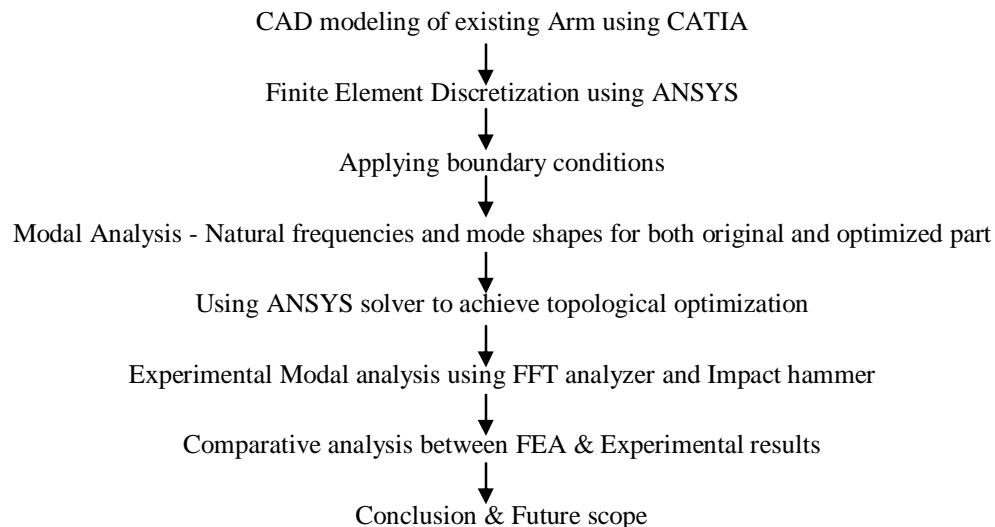 CAD modeling of existing Arm using CATIA
Finite Element Discretization using ANSYS
Applying boundary conditions
Modal Analysis - Natural frequencies and mode shapes for both original and optimized part
Using ANSYS solver to achieve topological optimization
Experimental Modal analysis using FFT analyzer and Impact hammer
Comparative analysis between FEA & Experimental results
Conclusion & Future scope